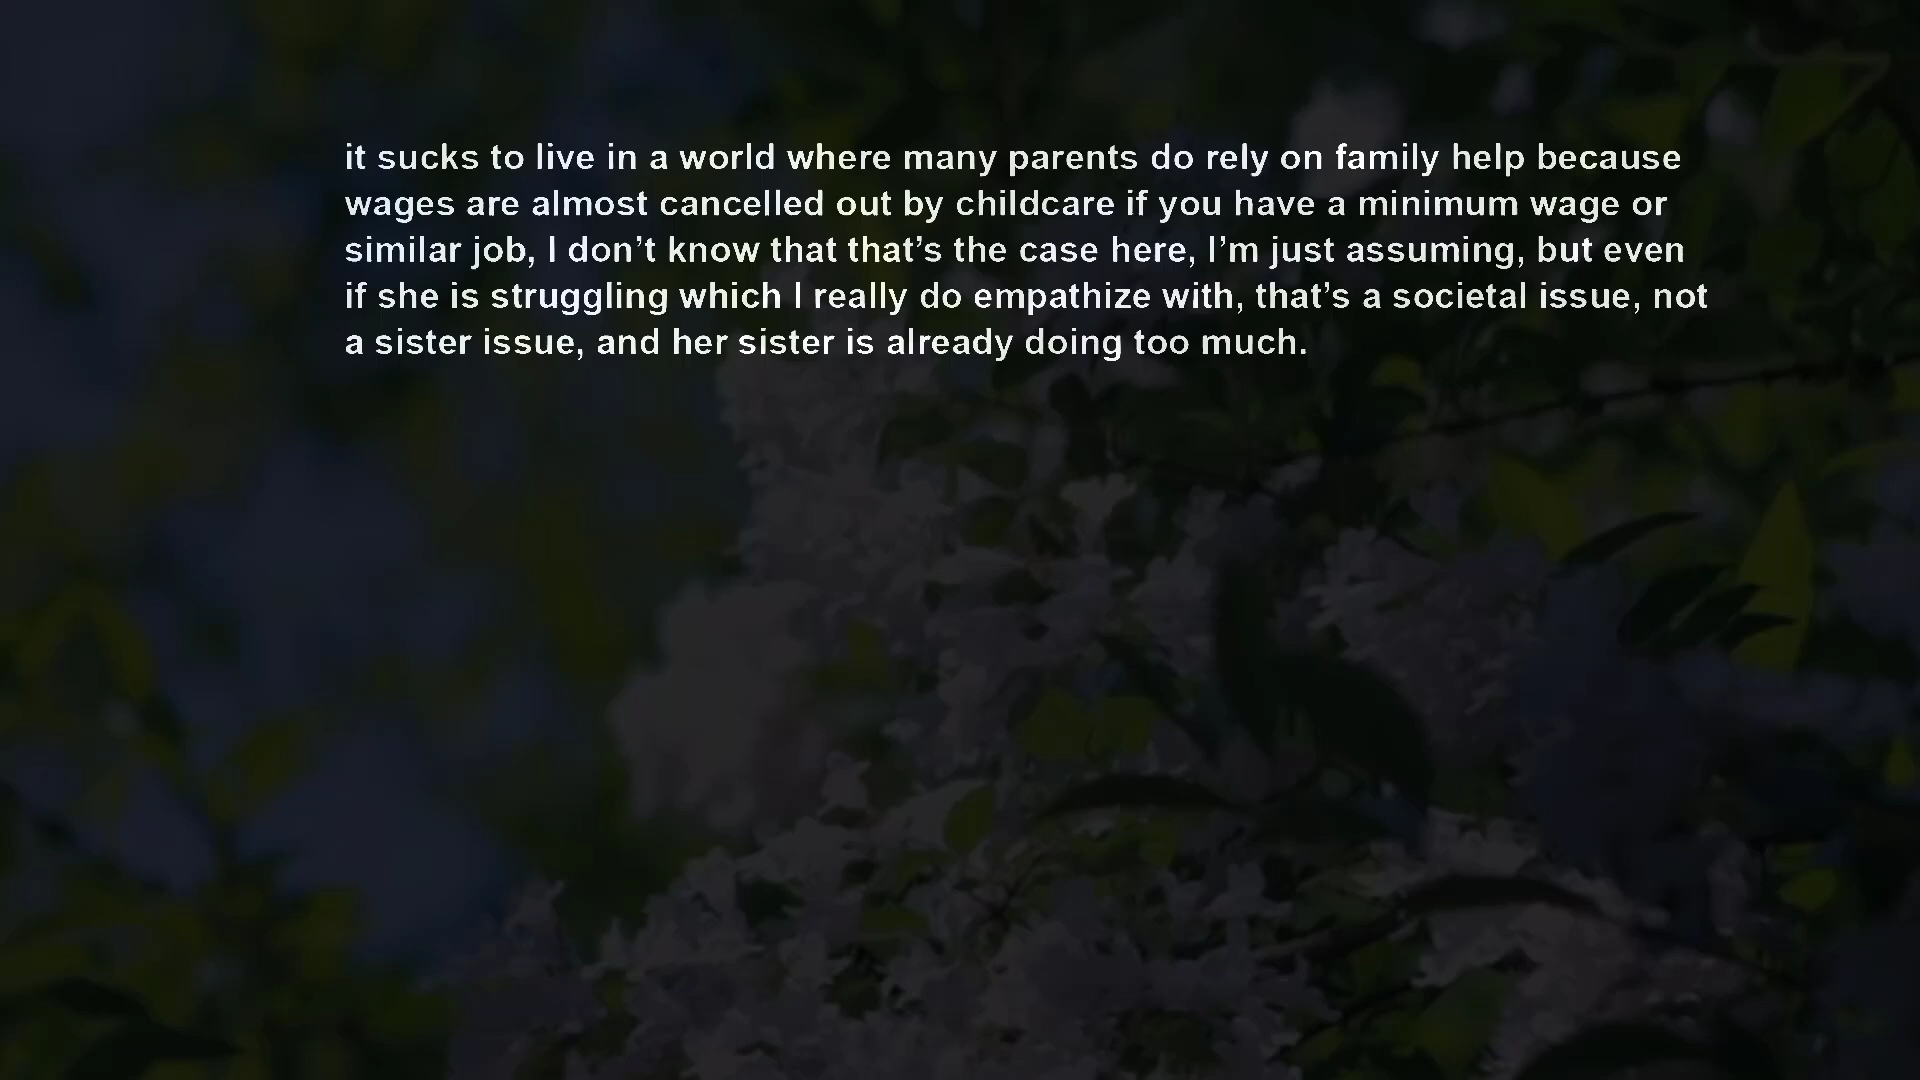 it sucks to live in a world where many parents do rely on family help because
wages are almost cancelled out by childcare if you have a minimum wage or
similar job, I don’t know that that’s the case here, I’m just assuming, but even
if she is struggling which I really do empathize with, that’s a societal issue, not
a sister issue, and her sister is already doing too much.